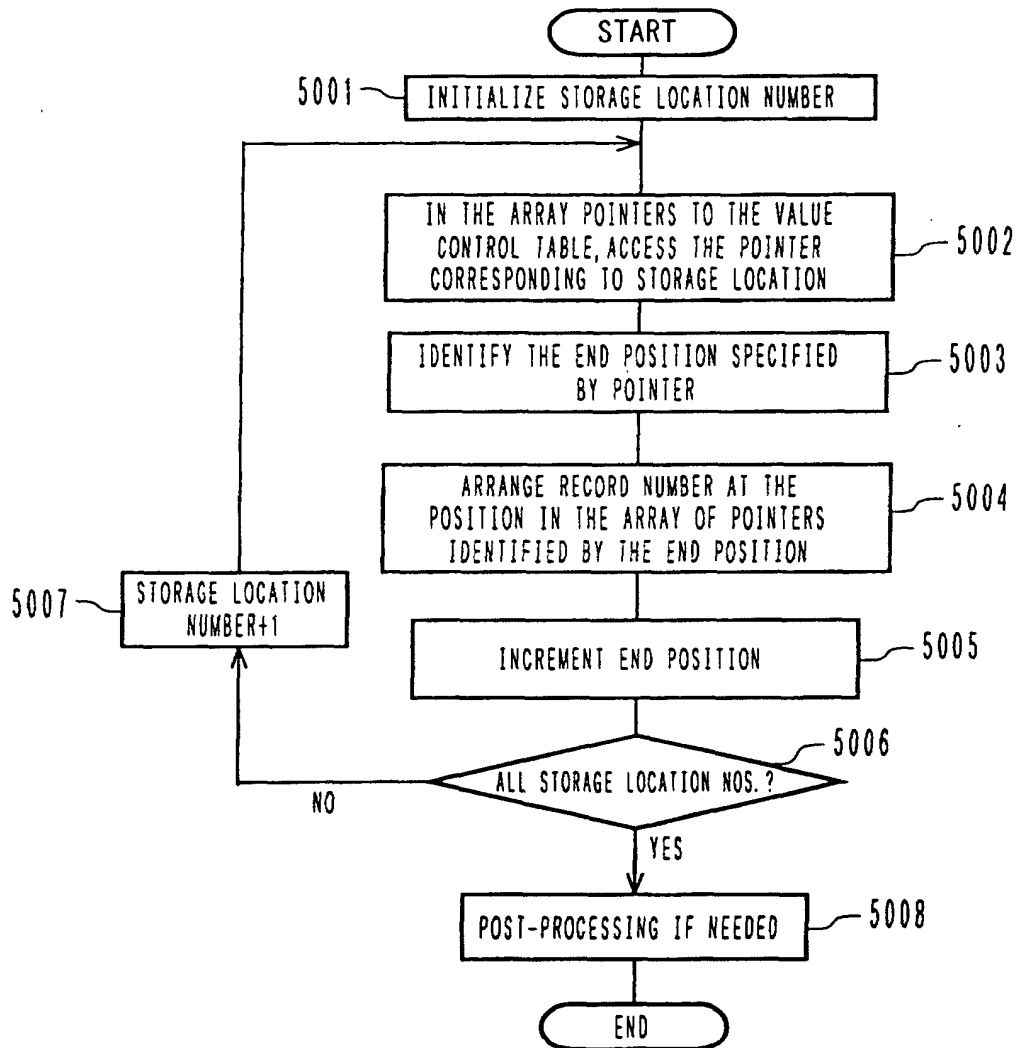 START
5001
INITIALIZE STORAGE LOCATION NUMBER
IN THE ARRAY POINTERS TO THE VALUE
CONTROL TABLE, ACCESS THE POINTER
CORRESPONDING TO STORAGE LOCATION
5002
IDENTIFY THE END POSITION SPECIFIED
BY POINTER
5003
ARRANGE RECORD NUMBER AT THE
POSITION IN THE ARRAY OF POINTERS
IDENTIFIED BY THE END POSITION
5004
5007
STORAGE LOCATION
NUMBER+1
INCREMENT END POSITION
5005
5006
ALL STORAGE LOCATION NOS.?
NO
YES
POST-PROCESSING IF NEEDED
5008
END